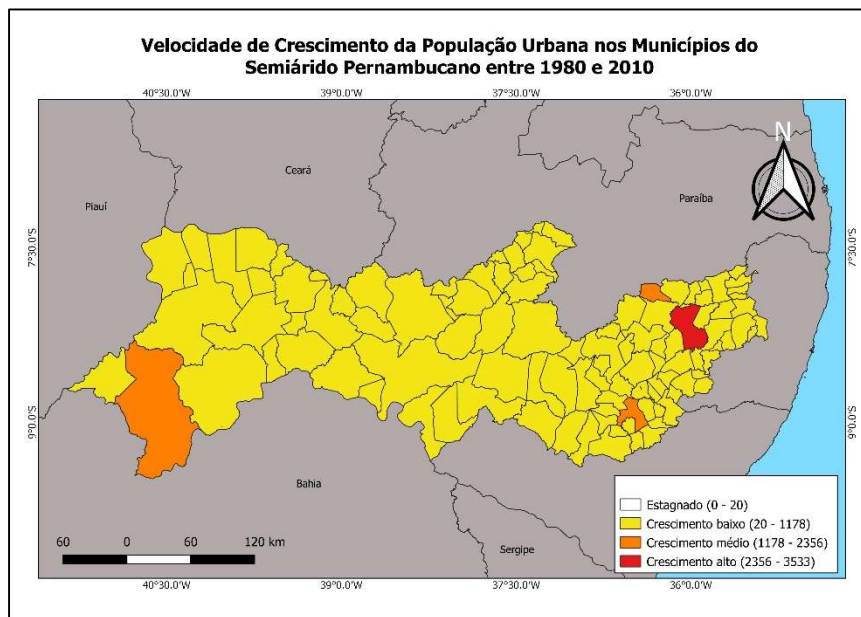 Velocidade de Crescimento da População Urbana nos Municípios do
Semiárido Pernambucano entre 1980 e 2010
40°30.0'W 39°0.0'W 37°30.0'W 36°0.0'W
N
Ceará
Piauí
Paraíba
7°30.0'S 7°30.0'S
9°0.0'S 9°0.0'S
Bahia
Sergipe
Estagnado (0 - 20)
Crescimento baixo (20 - 1178)
Crescimento médio (1178 - 2356)
Crescimento alto (2356 - 3533)
60 0 60 120 km
40°30.0'W 39°0.0'W 37°30.0'W 36°0.0'W